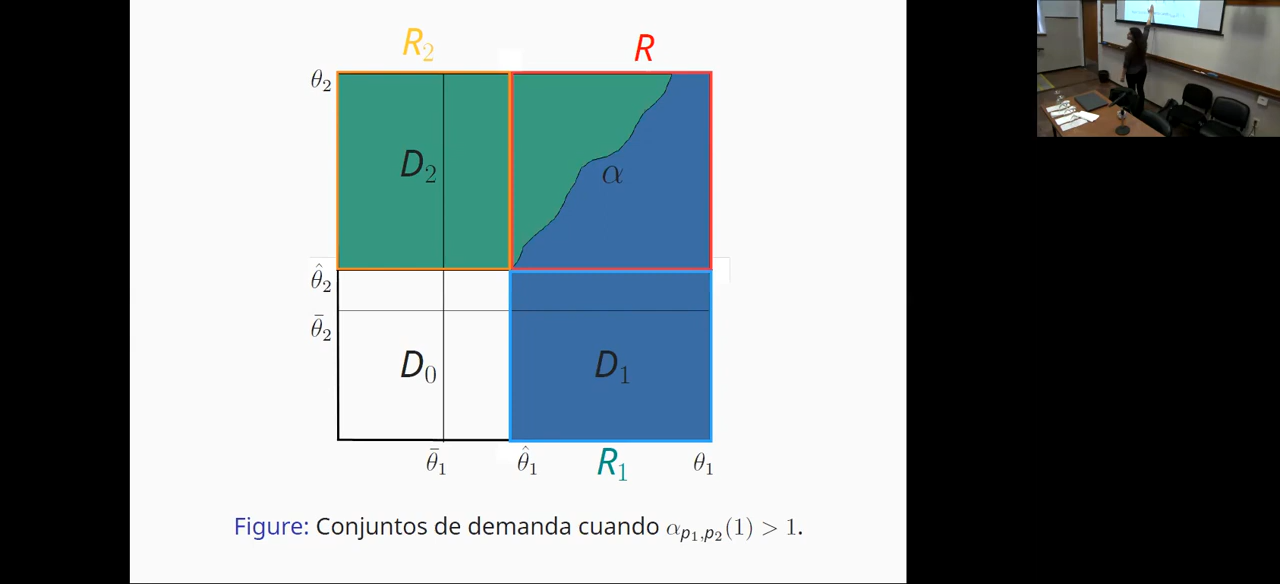 R₂ R
θ₂
D₂ α
θ̂₂
θ̄₂
D₀ D₁
θ̄₁ θ̂₁ R₁ θ₁
Figure: Conjuntos de demanda cuando α_{p₁,p₂}(1) > 1.